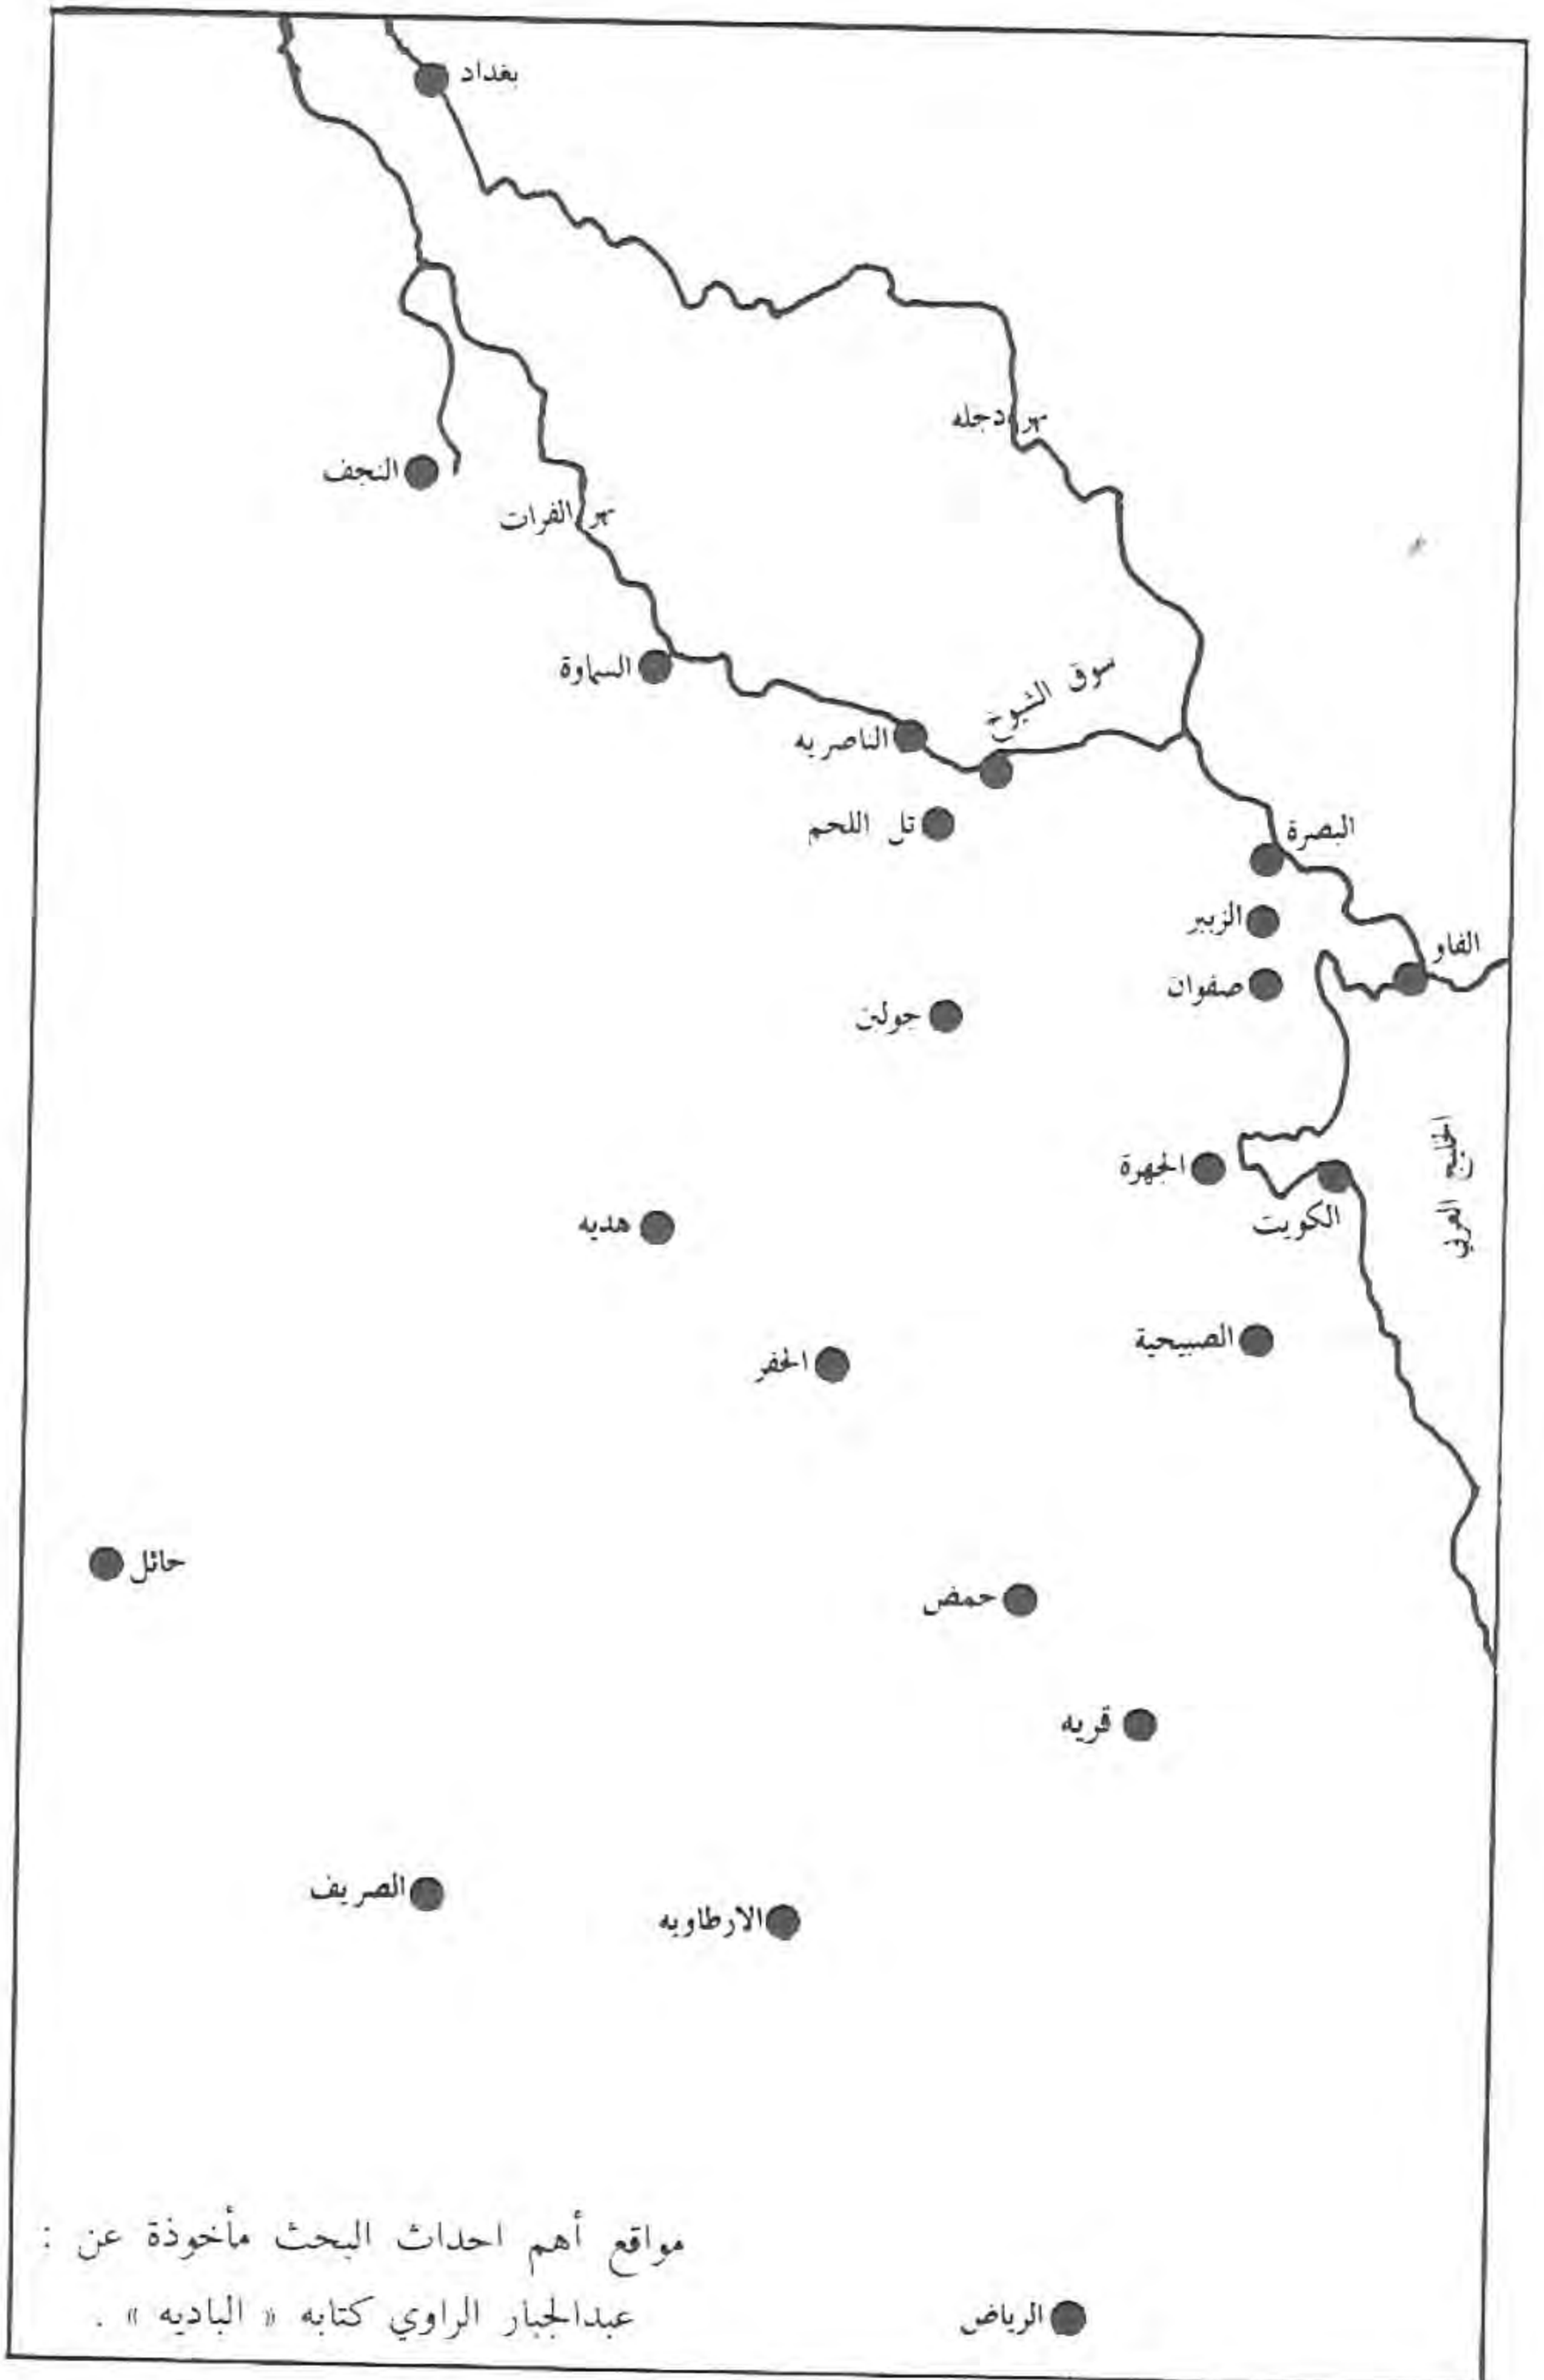 بغداد
نهر دجله
النجف
نهر الفرات
السماوة
سوق الشيوخ
الناصريه
تل اللحم
البصرة
الزبير
الفاو
صفوان
جولبن
الجهرة
الكويت
الخليج العربي
هديه
الصبيحية
الحفر
حائل
حمض
قريه
الصريف
الارطاويه
مواقع أهم احداث البحث مأخوذة عن :
عبدالجبار الراوي كتابه « الباديه » .
الرياض